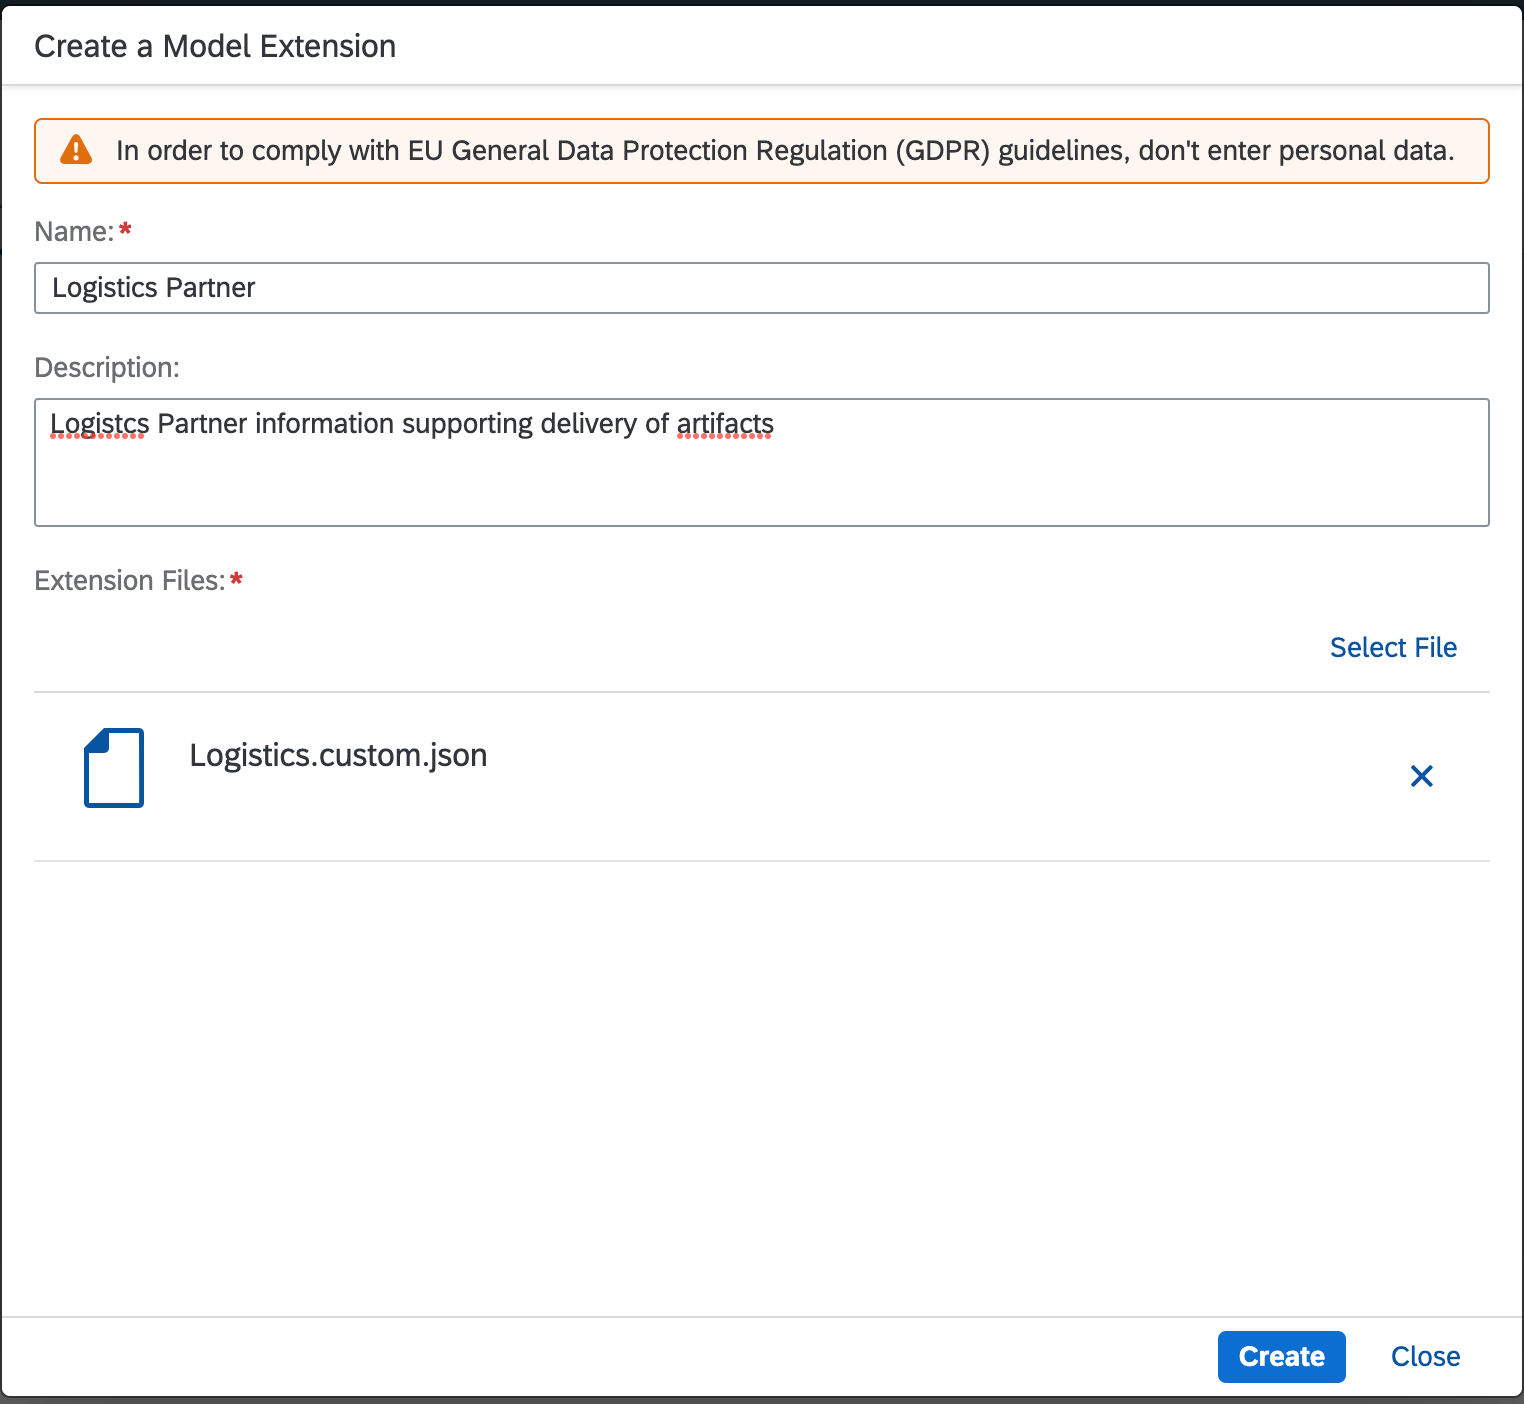 Create a Model Extension
In order to comply with EU General Data Protection Regulation (GDPR) guidelines, don't enter personal data.
Name:*
Logistics Partner
Description:
Logistcs Partner information supporting delivery of artifacts
Extension Files:*
Select File
Logistics.custom.json
Create Close